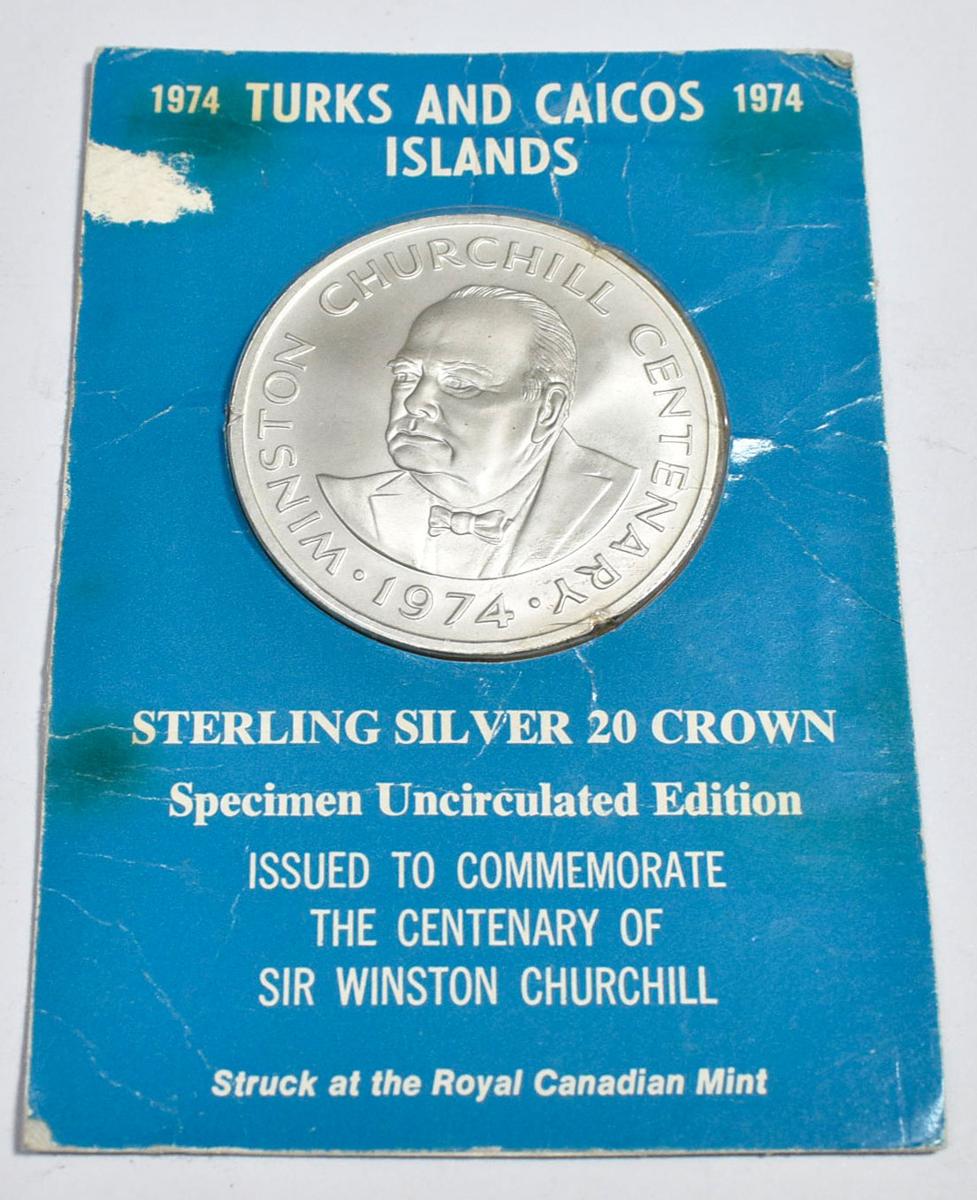 1974 TURKS AND CAICOS 1974
ISLANDS
WINSTON CHURCHILL CENTENARY
· 1974 ·
STERLING SILVER 20 CROWN
Specimen Uncirculated Edition
ISSUED TO COMMEMORATE
THE CENTENARY OF
SIR WINSTON CHURCHILL
Struck at the Royal Canadian Mint